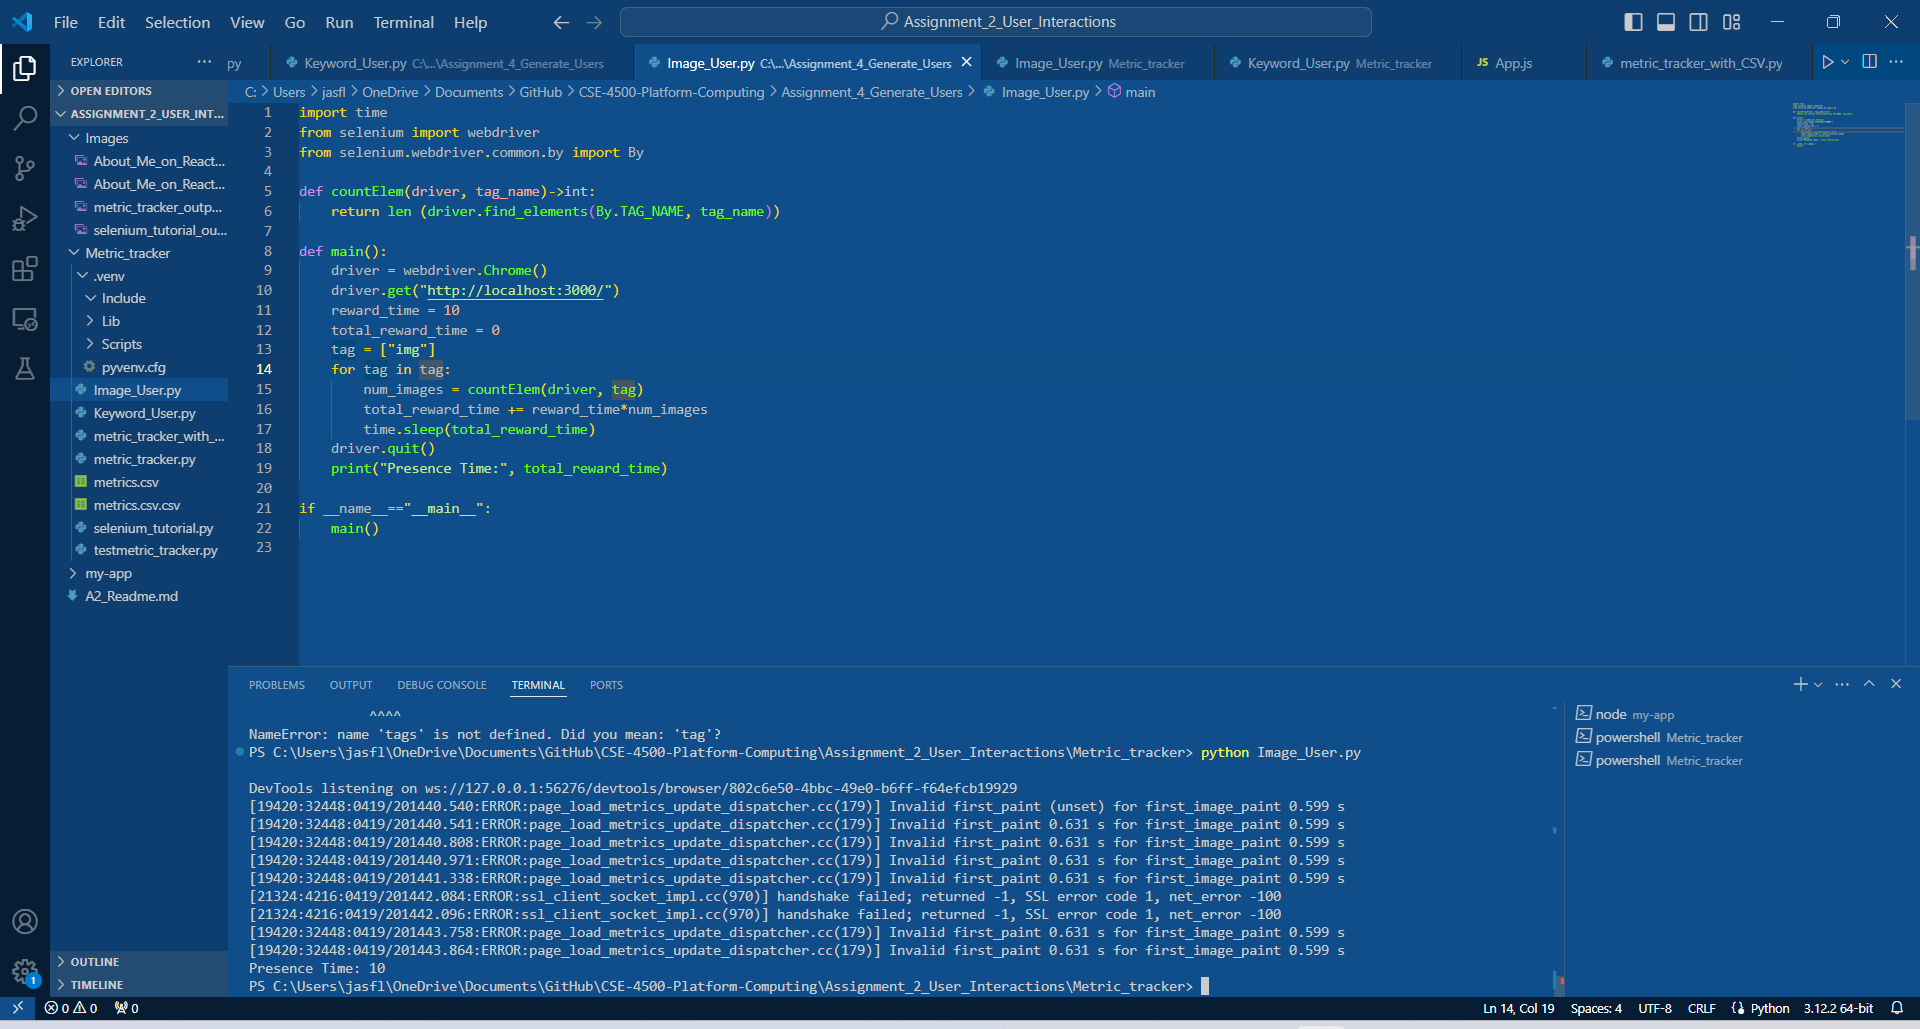 File Edit Selection View Go Run Terminal Help
Assignment_2_User_Interactions
EXPLORER
py
Keyword_User.py C:\...\Assignment_4_Generate_Users
Image_User.py C:\...\Assignment_4_Generate_Users
Image_User.py Metric_tracker
Keyword_User.py Metric_tracker
JS App.js
metric_tracker_with_CSV.py
C: > Users > jasfl > OneDrive > Documents > GitHub > CSE-4500-Platform-Computing > Assignment_4_Generate_Users > Image_User.py > main
OPEN EDITORS
ASSIGNMENT_2_USER_INT...
Images
About_Me_on_React...
About_Me_on_React...
metric_tracker_outp...
selenium_tutorial_ou...
Metric_tracker
.venv
Include
Lib
Scripts
pyvenv.cfg
Image_User.py
Keyword_User.py
metric_tracker_with_...
metric_tracker.py
metrics.csv
metrics.csv.csv
selenium_tutorial.py
testmetric_tracker.py
my-app
A2_Readme.md
OUTLINE
TIMELINE
1 import time
2 from selenium import webdriver
3 from selenium.webdriver.common.by import By
4
5 def countElem(driver, tag_name)->int:
6     return len (driver.find_elements(By.TAG_NAME, tag_name))
7
8 def main():
9     driver = webdriver.Chrome()
10     driver.get("http://localhost:3000/")
11     reward_time = 10
12     total_reward_time = 0
13     tag = ["img"]
14     for tag in tag:
15         num_images = countElem(driver, tag)
16         total_reward_time += reward_time*num_images
17         time.sleep(total_reward_time)
18     driver.quit()
19     print("Presence Time:", total_reward_time)
20
21 if __name__=="__main__":
22     main()
23
PROBLEMS OUTPUT DEBUG CONSOLE TERMINAL PORTS
^^^^
NameError: name 'tags' is not defined. Did you mean: 'tag'?
PS C:\Users\jasfl\OneDrive\Documents\GitHub\CSE-4500-Platform-Computing\Assignment_2_User_Interactions\Metric_tracker> python Image_User.py
DevTools listening on ws://127.0.0.1:56276/devtools/browser/802c6e50-4bbc-49e0-b6ff-f64efcb19929
[19420:32448:0419/201440.540:ERROR:page_load_metrics_update_dispatcher.cc(179)] Invalid first_paint (unset) for first_image_paint 0.599 s
[19420:32448:0419/201440.541:ERROR:page_load_metrics_update_dispatcher.cc(179)] Invalid first_paint 0.631 s for first_image_paint 0.599 s
[19420:32448:0419/201440.808:ERROR:page_load_metrics_update_dispatcher.cc(179)] Invalid first_paint 0.631 s for first_image_paint 0.599 s
[19420:32448:0419/201440.971:ERROR:page_load_metrics_update_dispatcher.cc(179)] Invalid first_paint 0.631 s for first_image_paint 0.599 s
[19420:32448:0419/201441.338:ERROR:page_load_metrics_update_dispatcher.cc(179)] Invalid first_paint 0.631 s for first_image_paint 0.599 s
[21324:4216:0419/201442.084:ERROR:ssl_client_socket_impl.cc(970)] handshake failed; returned -1, SSL error code 1, net_error -100
[21324:4216:0419/201442.096:ERROR:ssl_client_socket_impl.cc(970)] handshake failed; returned -1, SSL error code 1, net_error -100
[19420:32448:0419/201443.758:ERROR:page_load_metrics_update_dispatcher.cc(179)] Invalid first_paint 0.631 s for first_image_paint 0.599 s
[19420:32448:0419/201443.864:ERROR:page_load_metrics_update_dispatcher.cc(179)] Invalid first_paint 0.631 s for first_image_paint 0.599 s
Presence Time: 10
PS C:\Users\jasfl\OneDrive\Documents\GitHub\CSE-4500-Platform-Computing\Assignment_2_User_Interactions\Metric_tracker>
node my-app
powershell Metric_tracker
powershell Metric_tracker
1
0 0 0
Ln 14, Col 19 Spaces: 4 UTF-8 CRLF Python 3.12.2 64-bit